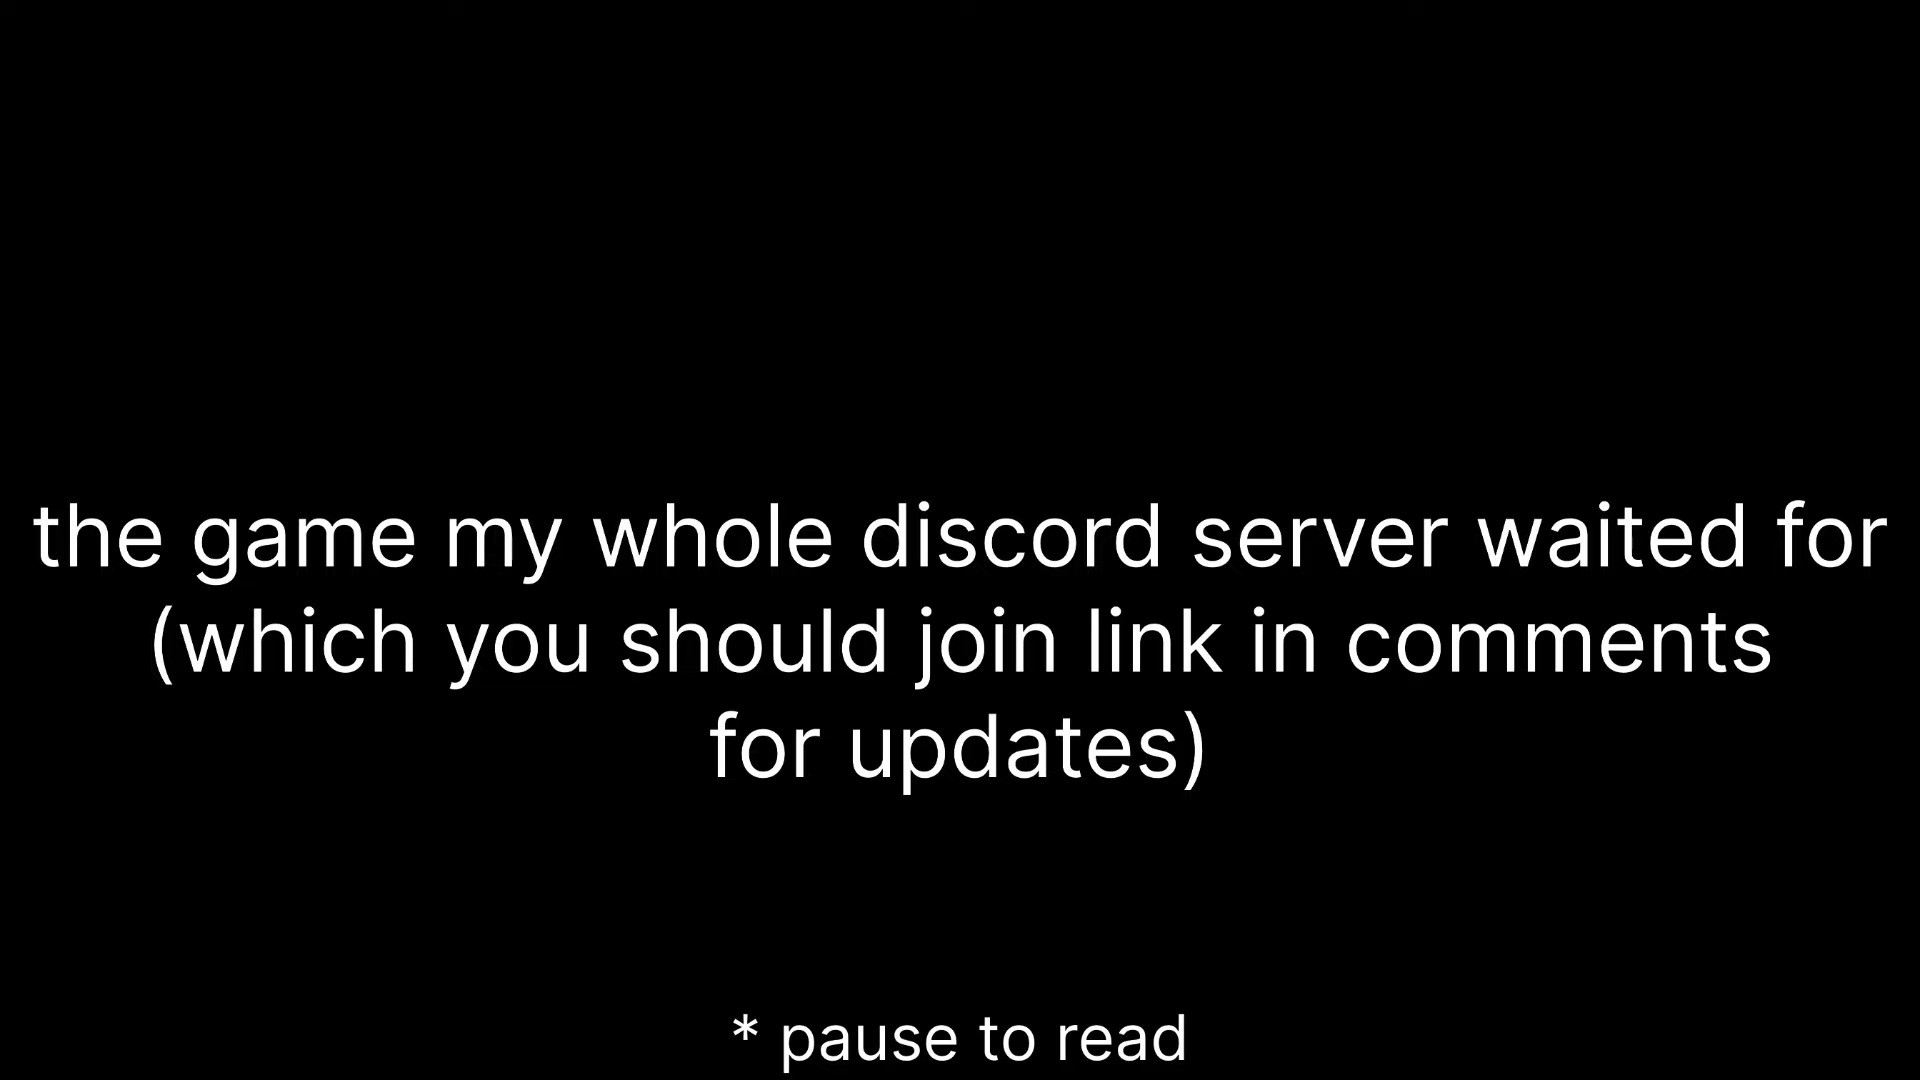 the game my whole discord server waited for
(which you should join link in comments
for updates)
* pause to read